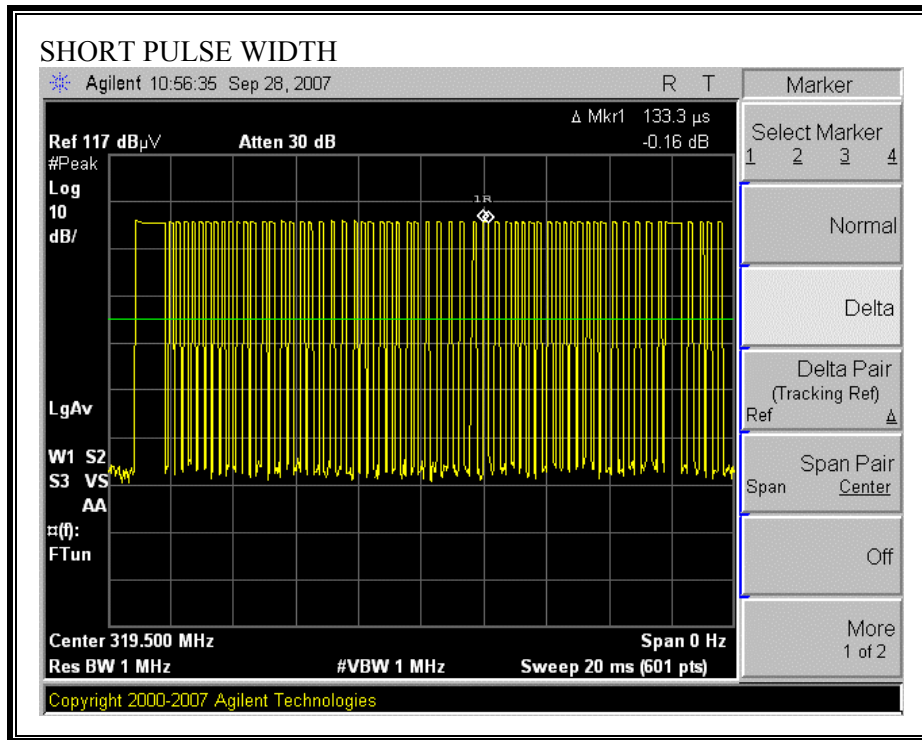 SHORT PULSE WIDTH
Agilent 10:56:35 Sep 28, 2007 R T
Δ Mkr1 133.3 µs
Ref 117 dBµV Atten 30 dB -0.16 dB
#Peak
Log
10
dB/
1R
LgAv
W1 S2
S3 VS
AA
¤(f):
FTun
Center 319.500 MHz Span 0 Hz
Res BW 1 MHz #VBW 1 MHz Sweep 20 ms (601 pts)
Copyright 2000-2007 Agilent Technologies
Marker
Select Marker
1 2 3 4
Normal
Delta
Delta Pair
(Tracking Ref)
Ref Δ
Span Pair
Span Center
Off
More
1 of 2